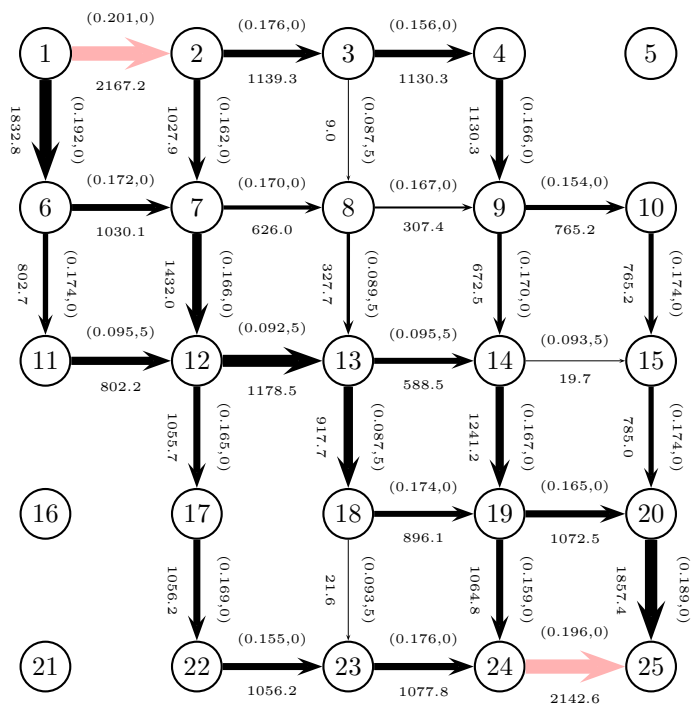 (0.201,0) (0.176,0) (0.156,0)
1 2 3 4 5
2167.2 1139.3 1130.3
1832.8 (0.192,0) 1027.9 (0.162,0) 9.0 (0.087,5) 1130.3 (0.166,0)
(0.172,0) (0.170,0) (0.167,0) (0.154,0)
6 7 8 9 10
1030.1 626.0 307.4 765.2
802.7 (0.174,0) 1432.0 (0.166,0) 327.7 (0.089,5) 672.5 (0.170,0) 765.2 (0.174,0)
(0.095,5) (0.092,5) (0.095,5) (0.093,5)
11 12 13 14 15
802.2 1178.5 588.5 19.7
1055.7 (0.165,0) 917.7 (0.087,5) 1241.2 (0.167,0) 785.0 (0.174,0)
(0.174,0) (0.165,0)
16 17 18 19 20
896.1 1072.5
1056.2 (0.169,0) 21.6 (0.093,5) 1064.8 (0.159,0) 1857.4 (0.189,0)
(0.155,0) (0.176,0) (0.196,0)
21 22 23 24 25
1056.2 1077.8 2142.6